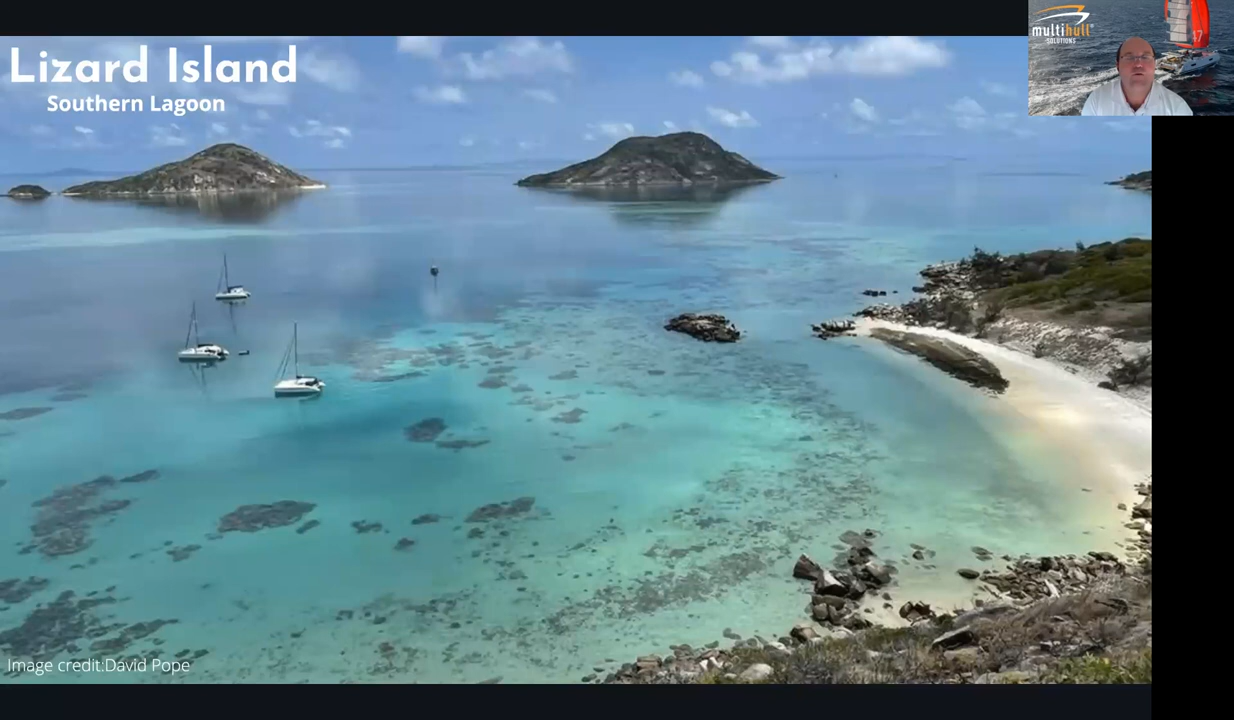 Lizard Island
Southern Lagoon
multihull
SOLUTIONS
Image credit:David Pope